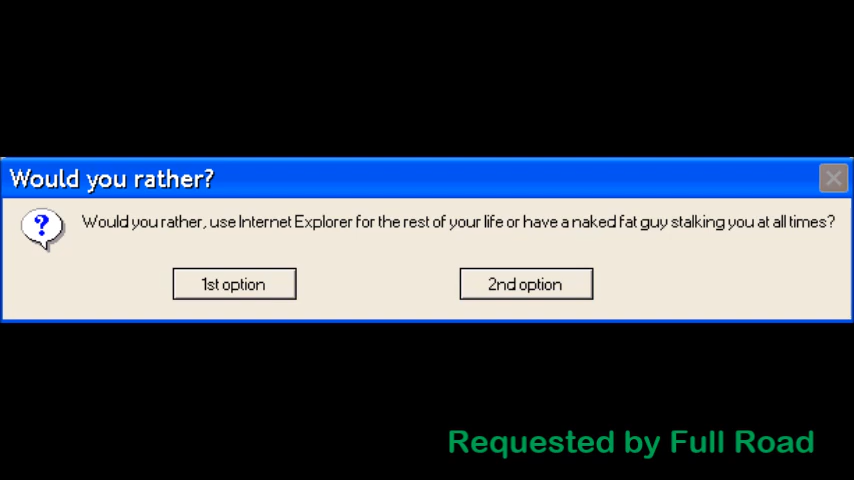 Would you rather?
Would you rather, use Internet Explorer for the rest of your life or have a naked fat guy stalking you at all times?
1st option
2nd option
Requested by Full Road